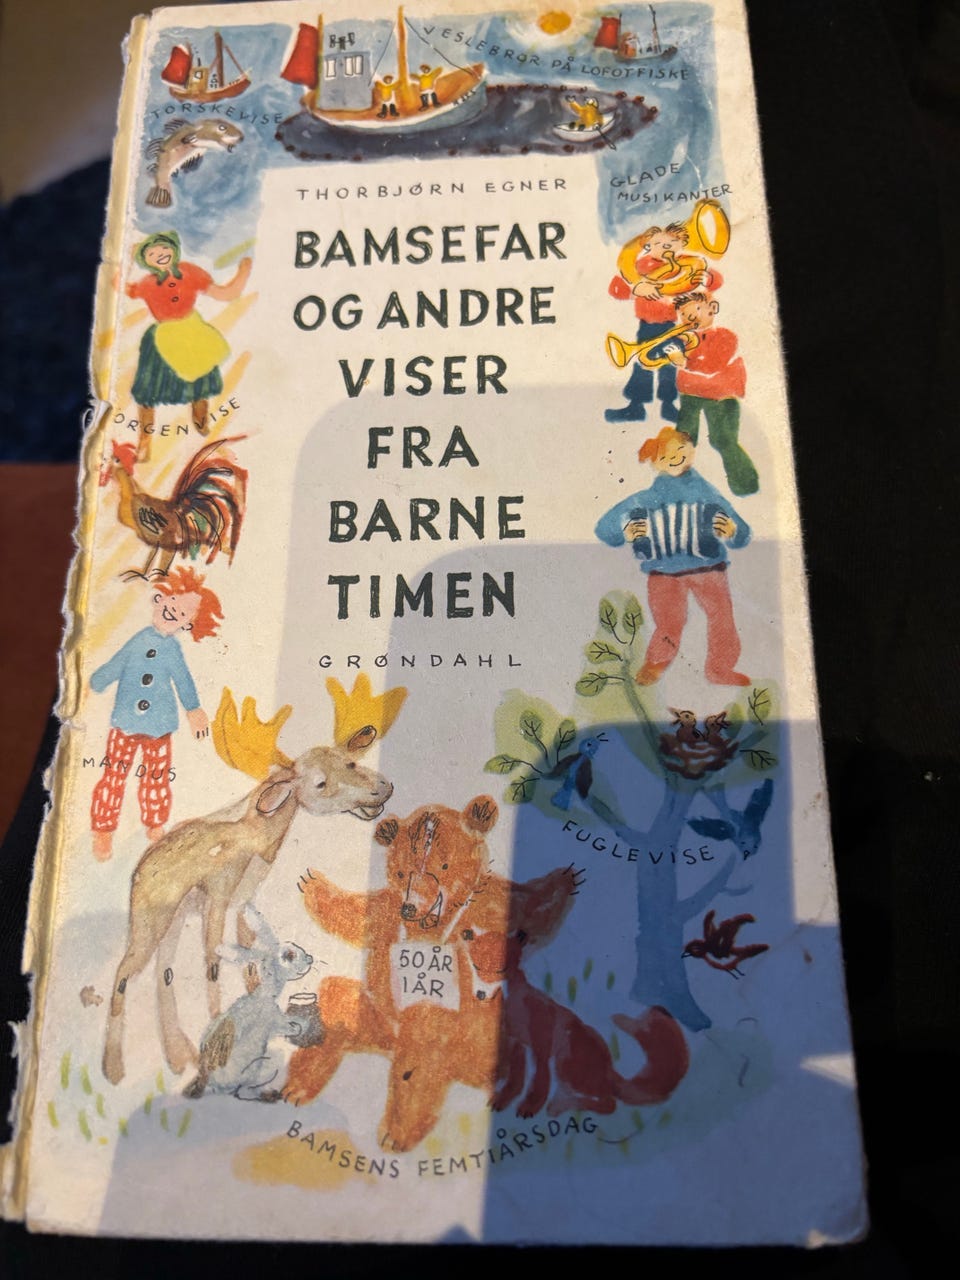 VESLEBROR PÅ LOFOTFISKE
TORSKEVISE
THORBJØRN EGNER
GLADE
MUSIKANTER
BAMSEFAR
OG ANDRE
VISER
FRA
BARNE
TIMEN
GRØNDAHL
ORGENVISE
MANDUS
FUGLEVISE
50 ÅR
I ÅR
BAMSENS FEMTIÅRSDAG